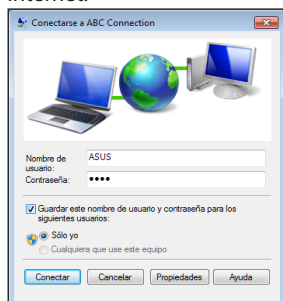 internet.
Conectarse a ABC Connection
Nombre de
usuario:
ASUS
Contraseña:
••••
Guardar este nombre de usuario y contraseña para los
siguientes usuarios:
Sólo yo
Cualquiera que use este equipo
Conectar Cancelar Propiedades Ayuda